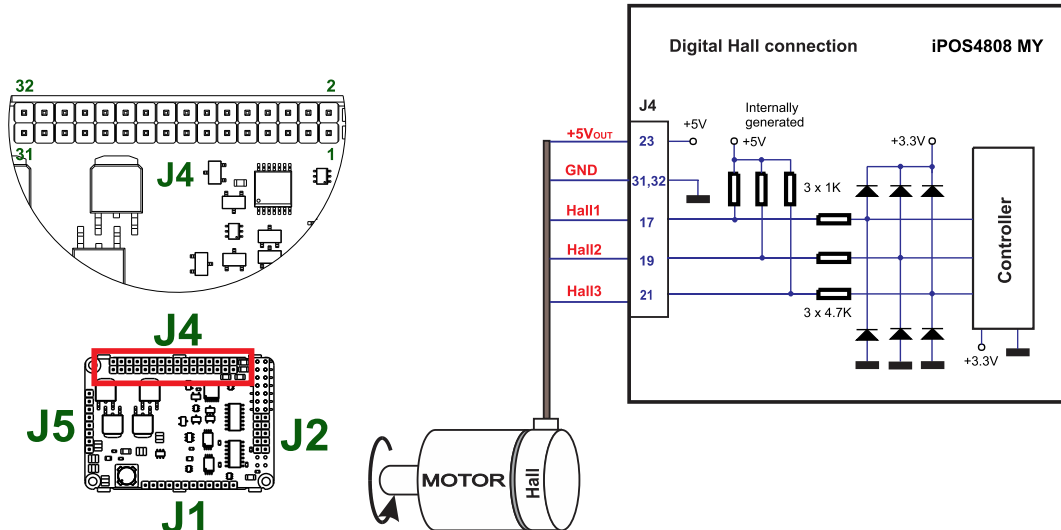 32
2
31
1
J4
J4
J5
J2
J1
Digital Hall connection
iPOS4808 MY
J4
Internally
generated
+5VOUT
23
+5V
+5V
+3.3V
GND
31,32
3 x 1K
Hall1
17
Hall2
19
Hall3
21
3 x 4.7K
Controller
+3.3V
MOTOR
Hall